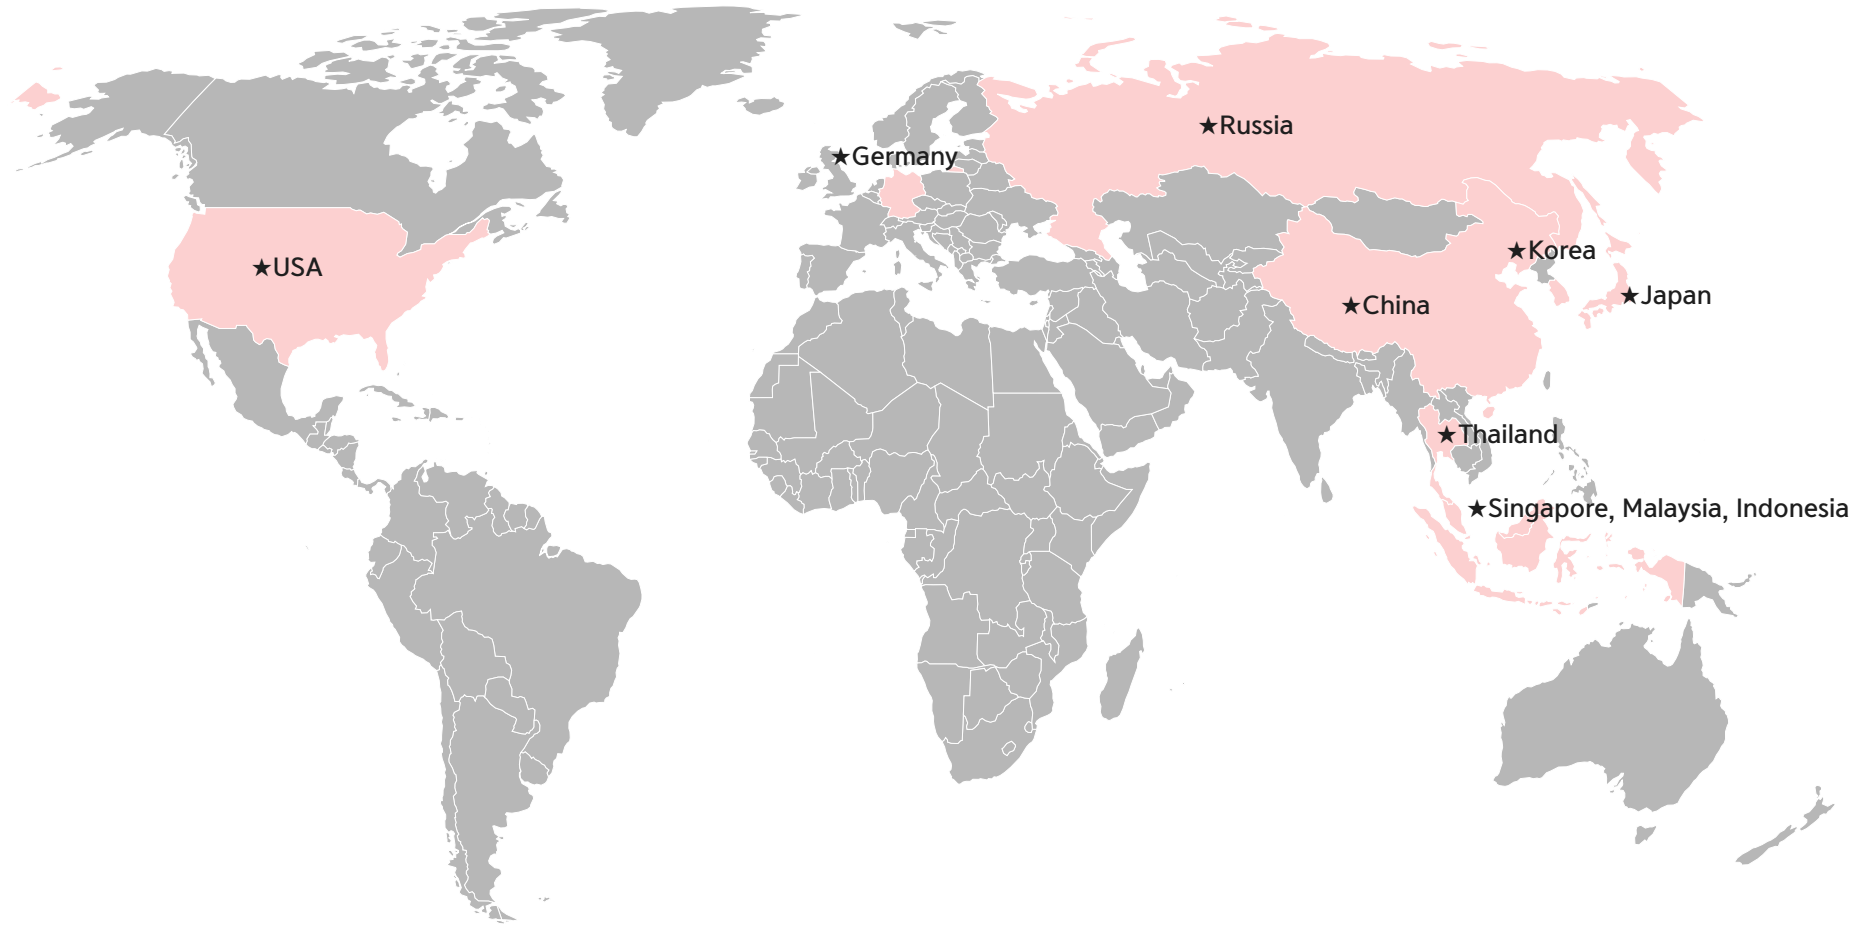 ★Russia
★Germany
★Korea
★USA
★Japan
★China
★Thailand
★Singapore, Malaysia, Indonesia